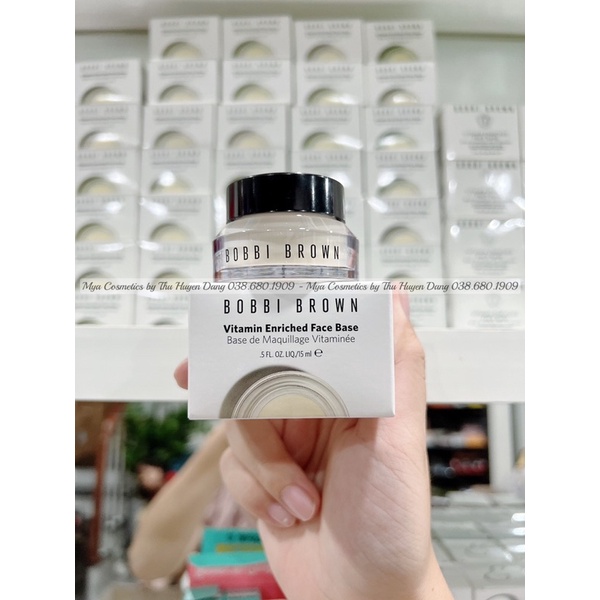 BOBBI BROWN
Mya Cosmetics by Thu Huyen Dang 038.680.1909 - Mya Cosmetics by Thu Huyen Dang 038.680.1909
BOBBI BROWN
Vitamin Enriched Face Base
Base de Maquillage Vitaminée
.5 FL. OZ. LIQ./15 ml ℮